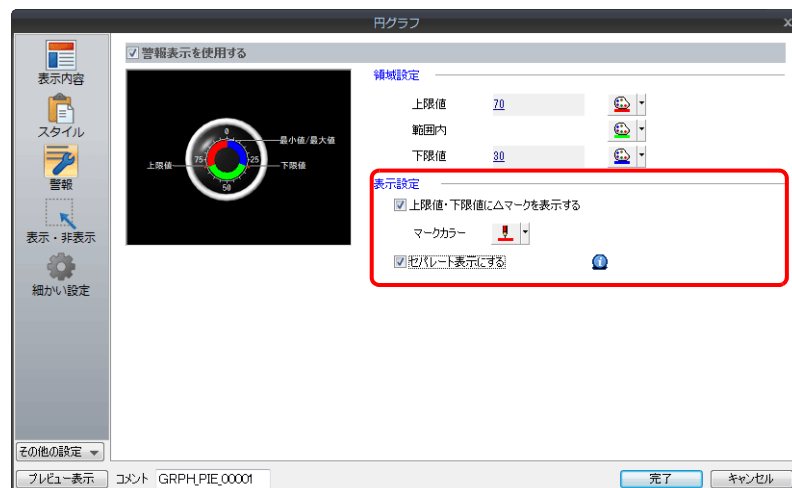 円グラフ
表示内容
スタイル
警報
表示・非表示
細かい設定
その他の設定
警報表示を使用する
0
25
50
75
最小値/最大値
上限値
下限値
領域設定
上限値 70
範囲内
下限値 30
表示設定
上限値・下限値に△マークを表示する
マークカラー
セパレート表示にする
プレビュー表示 コメント GRPH_PIE_00001 完了 キャンセル